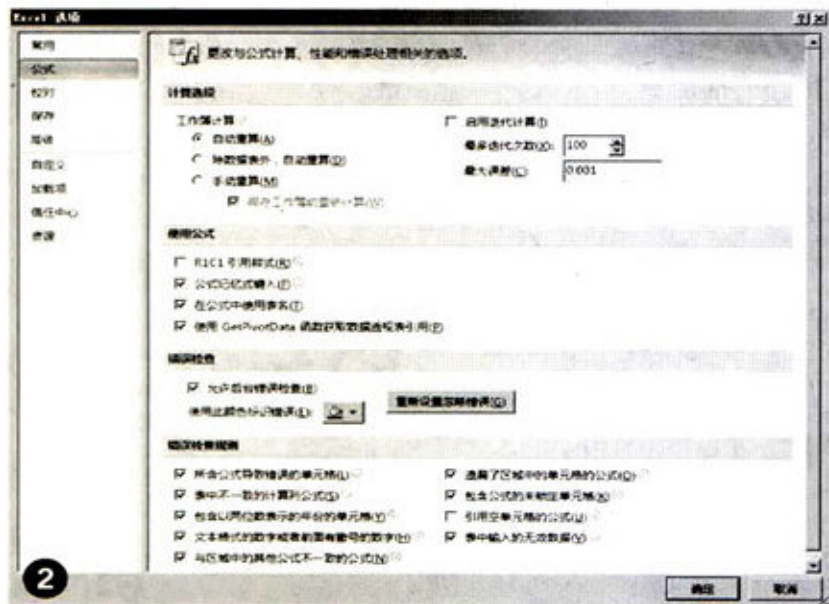 Excel 选项
常用
公式
校对
保存
高级
自定义
加载项
信任中心
资源
更改与公式计算、性能和错误处理相关的选项。
计算选项
工作簿计算
自动重算(A)
除数据表外，自动重算(D)
手动重算(M)
保存工作簿前重新计算(W)
启用迭代计算(I)
最多迭代次数(X): 100
最大误差(C): 0.001
使用公式
R1C1 引用样式(R)
公式记忆式键入(F)
在公式中使用表名(T)
使用 GetPivotData 函数获取数据透视表引用(P)
错误检查
允许后台错误检查(B)
使用此颜色标识错误(E):
重新设置忽略错误(G)
错误检查规则
所含公式导致错误的单元格(L)
表中不一致的计算列公式(S)
包含以两位数表示的年份的单元格(Y)
文本格式的数字或者前面有撇号的数字(H)
与区域中的其他公式不一致的公式(N)
遗漏了区域中的单元格的公式(O)
包含公式的未锁定单元格(K)
引用空单元格的公式(U)
表中输入的无效数据(V)
2
确定
取消